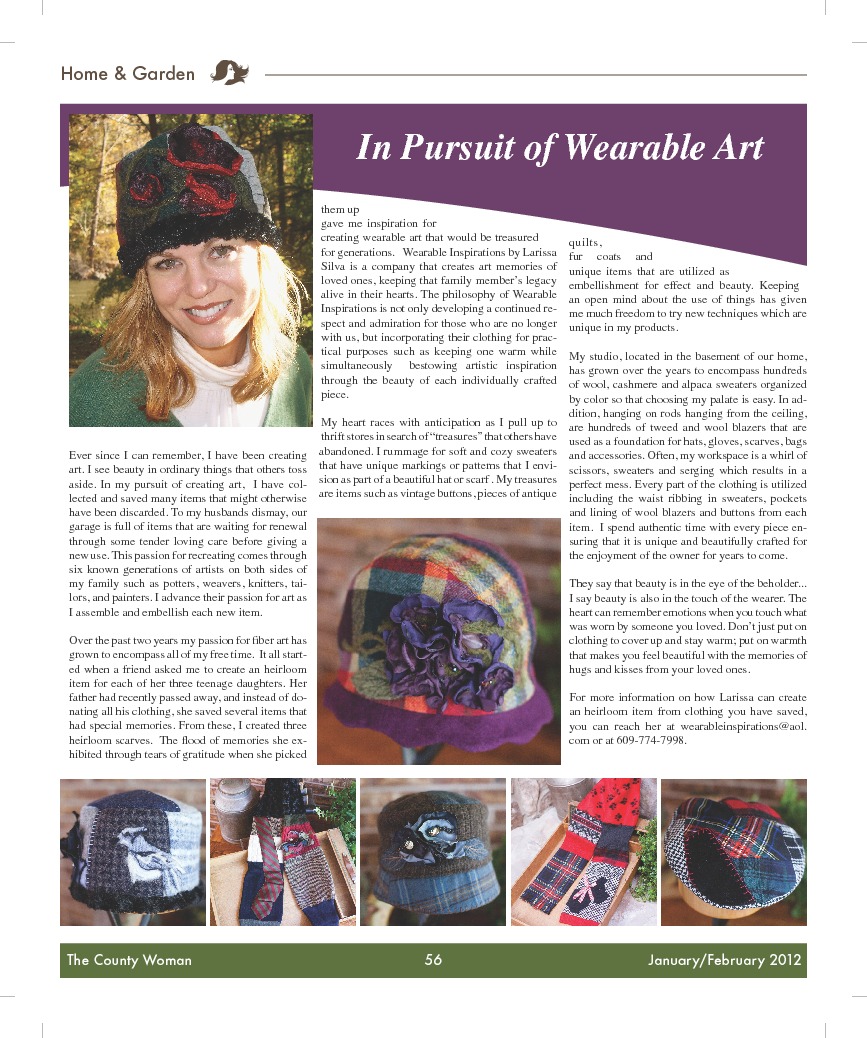 Home & Garden
In Pursuit of Wearable Art
Ever since I can remember, I have been creating
art. I see beauty in ordinary things that others toss
aside. In my pursuit of creating art, I have col-
lected and saved many items that might otherwise
have been discarded. To my husbands dismay, our
garage is full of items that are waiting for renewal
through some tender loving care before giving a
new use. This passion for recreating comes through
six known generations of artists on both sides of
my family such as potters, weavers, knitters, tai-
lors, and painters. I advance their passion for art as
I assemble and embellish each new item.
Over the past two years my passion for fiber art has
grown to encompass all of my free time. It all start-
ed when a friend asked me to create an heirloom
item for each of her three teenage daughters. Her
father had recently passed away, and instead of do-
nating all his clothing, she saved several items that
had special memories. From these, I created three
heirloom scarves. The flood of memories she ex-
hibited through tears of gratitude when she picked
them up
gave me inspiration for
creating wearable art that would be treasured
for generations. Wearable Inspirations by Larissa
Silva is a company that creates art memories of
loved ones, keeping that family member's legacy
alive in their hearts. The philosophy of Wearable
Inspirations is not only developing a continued re-
spect and admiration for those who are no longer
with us, but incorporating their clothing for prac-
tical purposes such as keeping one warm while
simultaneously bestowing artistic inspiration
through the beauty of each individually crafted
piece.
My heart races with anticipation as I pull up to
thrift stores in search of "treasures" that others have
abandoned. I rummage for soft and cozy sweaters
that have unique markings or patterns that I envi-
sion as part of a beautiful hat or scarf. My treasures
are items such as vintage buttons, pieces of antique
quilts,
fur coats and
unique items that are utilized as
embellishment for effect and beauty. Keeping
an open mind about the use of things has given
me much freedom to try new techniques which are
unique in my products.
My studio, located in the basement of our home,
has grown over the years to encompass hundreds
of wool, cashmere and alpaca sweaters organized
by color so that choosing my palate is easy. In ad-
dition, hanging on rods hanging from the ceiling,
are hundreds of tweed and wool blazers that are
used as a foundation for hats, gloves, scarves, bags
and accessories. Often, my workspace is a whirl of
scissors, sweaters and serging which results in a
perfect mess. Every part of the clothing is utilized
including the waist ribbing in sweaters, pockets
and lining of wool blazers and buttons from each
item. I spend authentic time with every piece en-
suring that it is unique and beautifully crafted for
the enjoyment of the owner for years to come.
They say that beauty is in the eye of the beholder...
I say beauty is also in the touch of the wearer. The
heart can remember emotions when you touch what
was worn by someone you loved. Don't just put on
clothing to cover up and stay warm; put on warmth
that makes you feel beautiful with the memories of
hugs and kisses from your loved ones.
For more information on how Larissa can create
an heirloom item from clothing you have saved,
you can reach her at wearableinspirations@aol.
com or at 609-774-7998.
The County Woman
56
January/February 2012